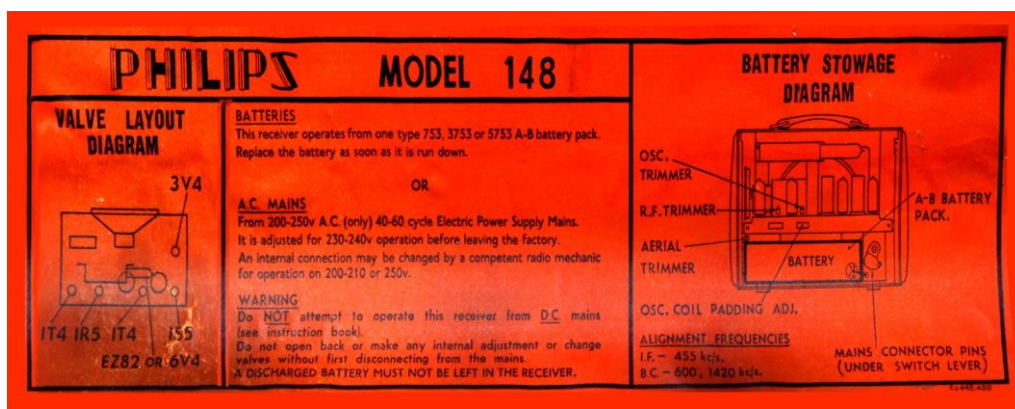 PHILIPS MODEL 148
VALVE LAYOUT
DIAGRAM
3V4
IT4 IR5 IT4 IS5
EZ82 OR 6V4
BATTERIES
This receiver operates from one type 753, 3753 or 5753 A-B battery pack.
Replace the battery as soon as it is run down.
OR
A.C. MAINS
From 200-250v A.C. (only) 40-60 cycle Electric Power Supply Mains.
It is adjusted for 230-240v operation before leaving the factory.
An internal connection may be changed by a competent radio mechanic
for operation on 200-210 or 250v.
WARNING
Do NOT attempt to operate this receiver from D.C. mains
(see instruction book).
Do not open back or make any internal adjustment or change
valves without first disconnecting from the mains.
A DISCHARGED BATTERY MUST NOT BE LEFT IN THE RECEIVER.
BATTERY STOWAGE
DIAGRAM
OSC.
TRIMMER
R.F. TRIMMER
AERIAL
TRIMMER
A-B BATTERY
PACK.
BATTERY
OSC. COIL PADDING ADJ.
ALIGNMENT FREQUENCIES
I.F. – 455 kc/s.
B.C. – 600, 1420 kc/s.
MAINS CONNECTOR PINS
(UNDER SWITCH LEVER)